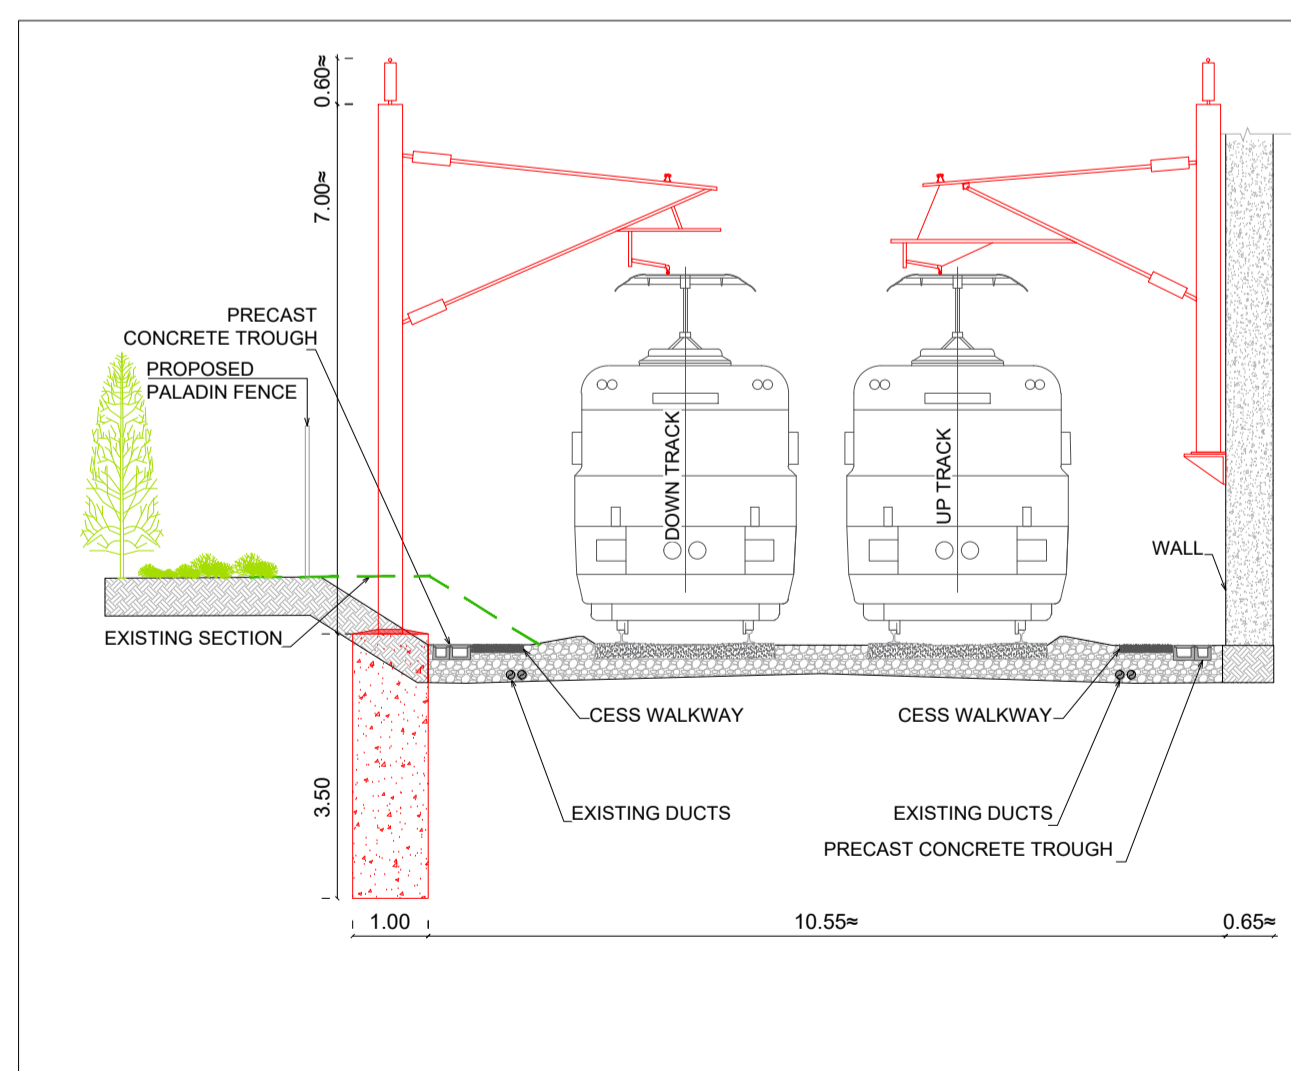 0.60≈
7.00≈
PRECAST
CONCRETE TROUGH
PROPOSED
PALADIN FENCE
DOWN TRACK
UP TRACK
WALL
EXISTING SECTION
CESS WALKWAY
CESS WALKWAY
3.50
EXISTING DUCTS
EXISTING DUCTS
PRECAST CONCRETE TROUGH
1.00
10.55≈
0.65≈